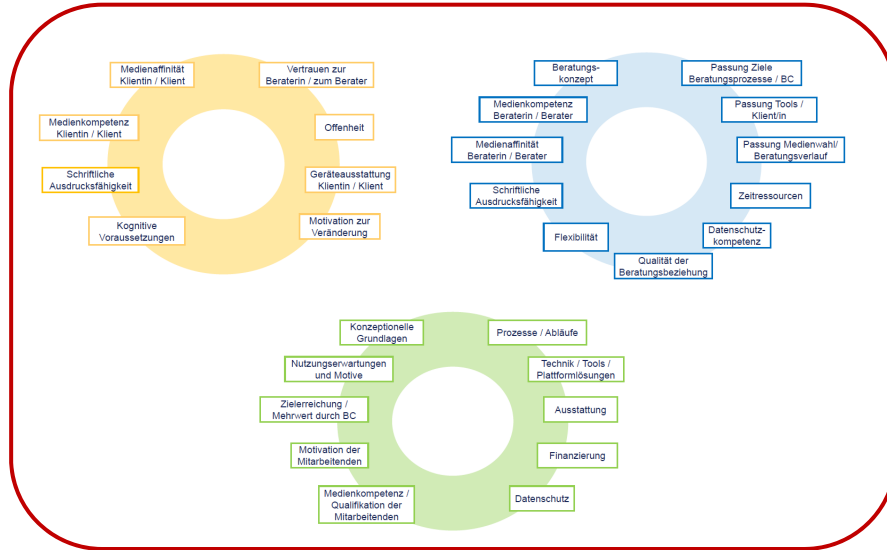 Medienaffinität
Klientin / Klient
Vertrauen zur
Beraterin / zum Berater
Medienkompetenz
Klientin / Klient
Offenheit
Schriftliche
Ausdrucksfähigkeit
Geräteausstattung
Klientin / Klient
Kognitive
Voraussetzungen
Motivation zur
Veränderung
Beratungs-
konzept
Passung Ziele
Beratungsprozesse / BC
Medienkompetenz
Beraterin / Berater
Passung Tools /
Klient/in
Medienaffinität
Beraterin / Berater
Passung Medienwahl/
Beratungsverlauf
Schriftliche
Ausdrucksfähigkeit
Zeitressourcen
Flexibilität
Datenschutz-
kompetenz
Qualität der
Beratungsbeziehung
Konzeptionelle
Grundlagen
Prozesse / Abläufe
Nutzungserwartungen
und Motive
Technik / Tools /
Plattformlösungen
Zielerreichung /
Mehrwert durch BC
Ausstattung
Motivation der
Mitarbeitenden
Finanzierung
Medienkompetenz /
Qualifikation der
Mitarbeitenden
Datenschutz